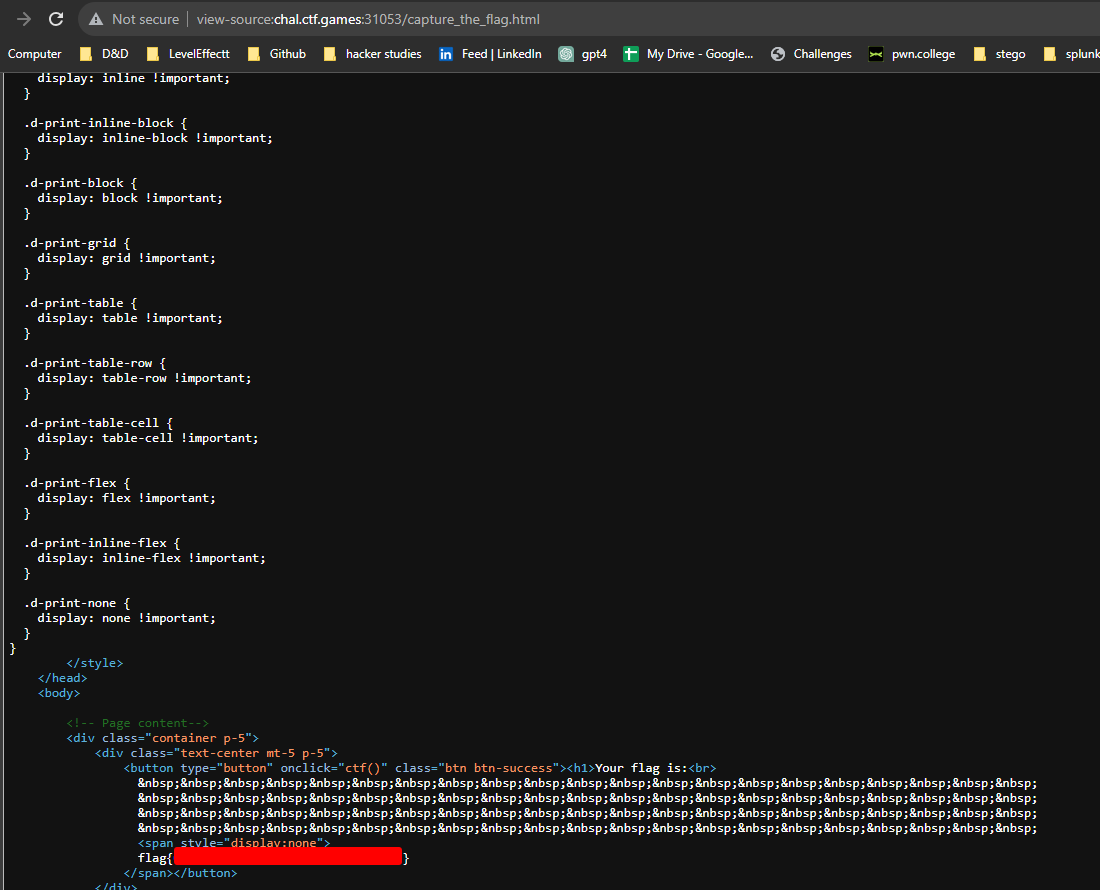 Not secure | view-source:chal.ctf.games:31053/capture_the_flag.html
Computer D&D LevelEffectt Github hacker studies in Feed | LinkedIn gpt4 My Drive - Google... Challenges pwn.college stego splunk
display: inline !important;
}
.d-print-inline-block {
display: inline-block !important;
}
.d-print-block {
display: block !important;
}
.d-print-grid {
display: grid !important;
}
.d-print-table {
display: table !important;
}
.d-print-table-row {
display: table-row !important;
}
.d-print-table-cell {
display: table-cell !important;
}
.d-print-flex {
display: flex !important;
}
.d-print-inline-flex {
display: inline-flex !important;
}
.d-print-none {
display: none !important;
}
}
</style>
</head>
<body>
<!-- Page content-->
<div class="container p-5">
<div class="text-center mt-5 p-5">
<button type="button" onclick="ctf()" class="btn btn-success"><h1>Your flag is:<br>
&nbsp;&nbsp;&nbsp;&nbsp;&nbsp;&nbsp;&nbsp;&nbsp;&nbsp;&nbsp;&nbsp;&nbsp;&nbsp;&nbsp;&nbsp;&nbsp;&nbsp;&nbsp;&nbsp;&nbsp;&nbsp;
&nbsp;&nbsp;&nbsp;&nbsp;&nbsp;&nbsp;&nbsp;&nbsp;&nbsp;&nbsp;&nbsp;&nbsp;&nbsp;&nbsp;&nbsp;&nbsp;&nbsp;&nbsp;&nbsp;&nbsp;&nbsp;
&nbsp;&nbsp;&nbsp;&nbsp;&nbsp;&nbsp;&nbsp;&nbsp;&nbsp;&nbsp;&nbsp;&nbsp;&nbsp;&nbsp;&nbsp;&nbsp;&nbsp;&nbsp;&nbsp;&nbsp;&nbsp;
&nbsp;&nbsp;&nbsp;&nbsp;&nbsp;&nbsp;&nbsp;&nbsp;&nbsp;&nbsp;&nbsp;&nbsp;&nbsp;&nbsp;&nbsp;&nbsp;&nbsp;&nbsp;&nbsp;&nbsp;&nbsp;
<span style="display:none">
flag{ }
</span></button>
</div>